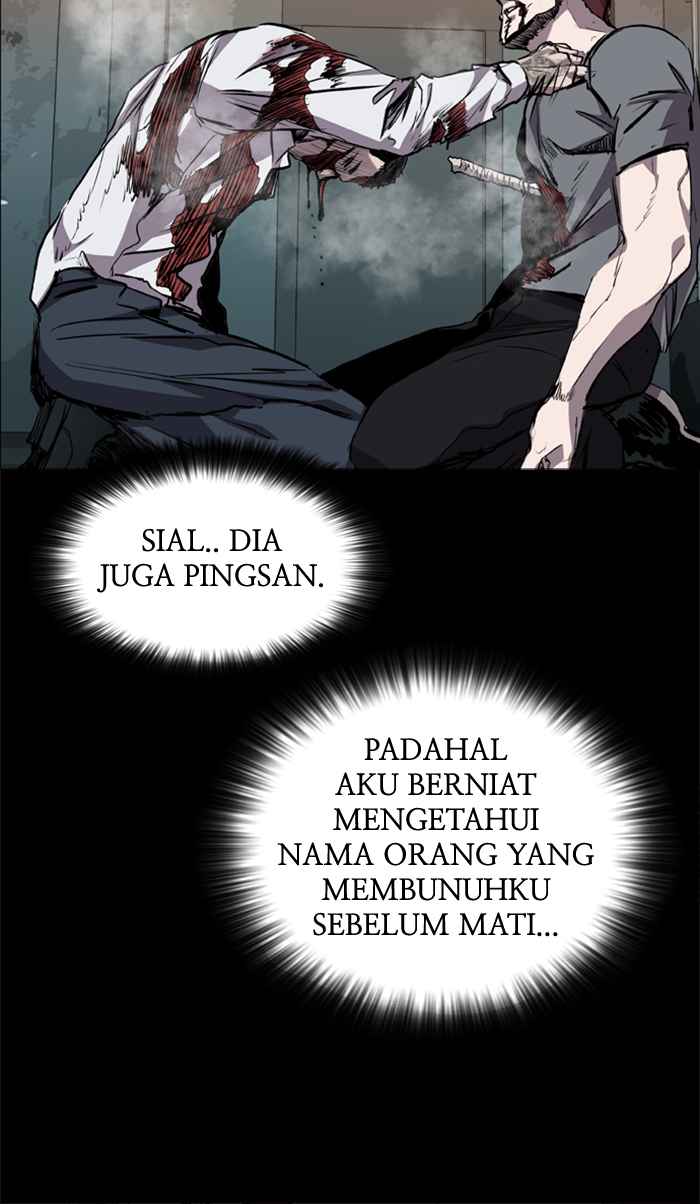 SIAL.. DIA
JUGA PINGSAN.
PADAHAL
AKU BERNIAT
MENGETAHUI
NAMA ORANG YANG
MEMBUNUHKU
SEBELUM MATI...